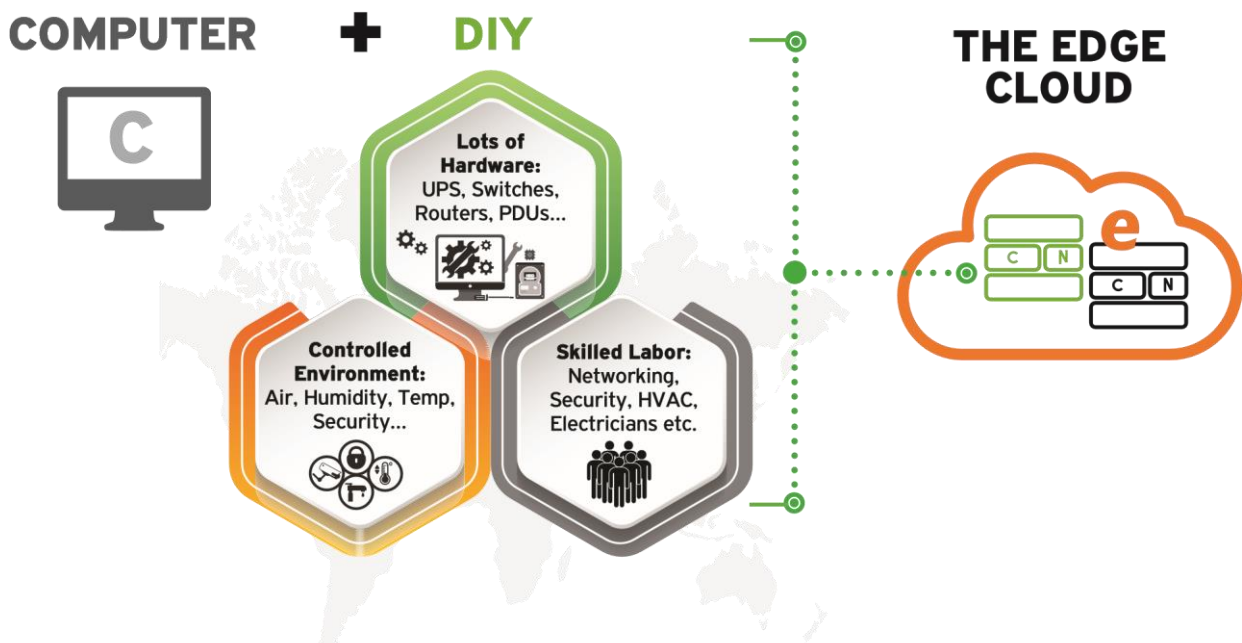 COMPUTER + DIY
C
Lots of
Hardware:
UPS, Switches,
Routers, PDUs...
Controlled
Environment:
Air, Humidity, Temp,
Security...
Skilled Labor:
Networking,
Security, HVAC,
Electricians etc.
THE EDGE
CLOUD
e
C N
C N